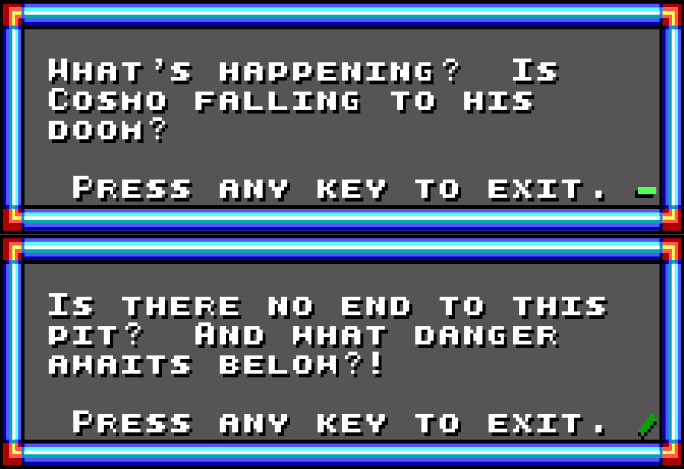 What's happening?  Is
Cosmo falling to his
doom?
Press any key to exit.
Is there no end to this
pit?  And what danger
awaits below?!
Press any key to exit.